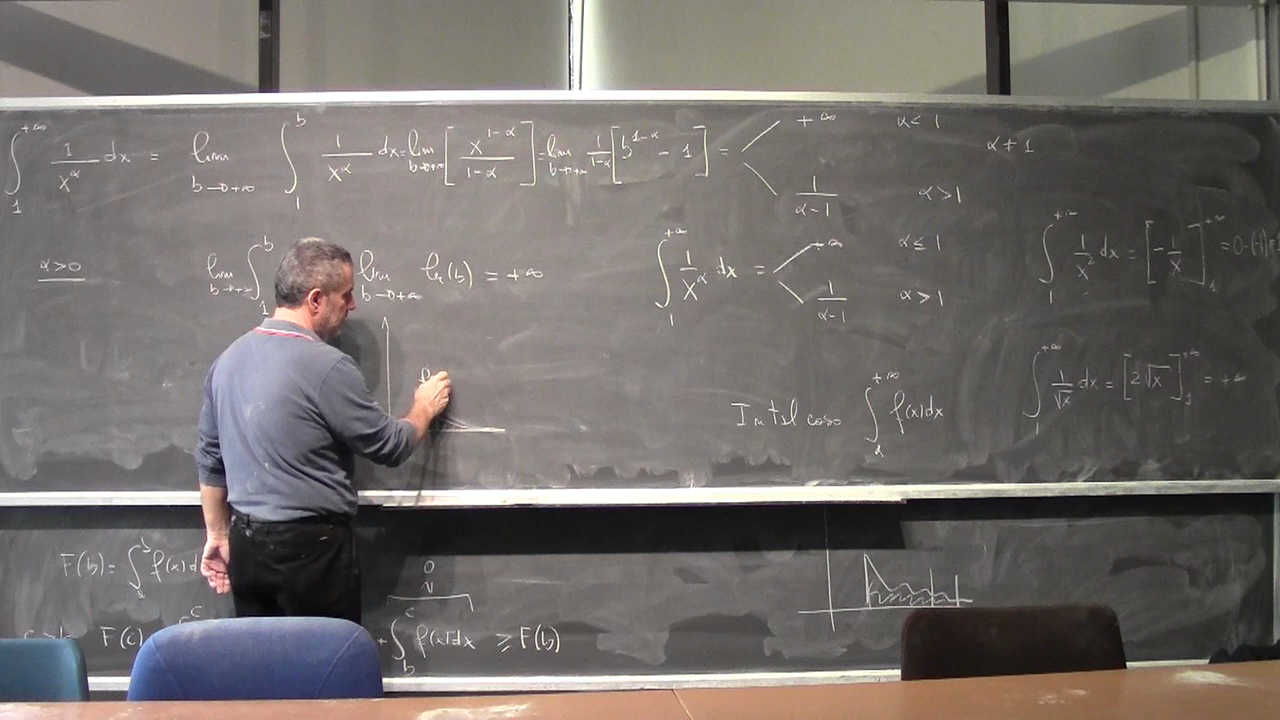 ∫₁^{+∞} 1/x^α dx = lim_{b→+∞} ∫₁^b 1/x^α dx = lim_{b→+∞} [x^{1-α}/(1-α)] = lim_{b→+∞} 1/(1-α) [b^{1-α} - 1] = +∞ α≤1
α+1
1/(α-1) α>1
α>0
lim_{b→+∞} ∫₁^b
lim_{b→+∞} ln(b) = +∞
∫₁^{+∞} 1/x^α dx = +∞ α≤1
1/(α-1) α>1
∫₁^{+∞} 1/x² dx = [-1/x]₁^{+∞} = 0-(-1)
In tal caso ∫ₐ^{+∞} f(x)dx
∫₁^{+∞} 1/√x dx = [2√x]₁^{+∞} = +∞
F(b) = ∫ₐ^b f(x)d
0
c>b F(c)
+ ∫_b^c f(x)dx ≥ F(b)